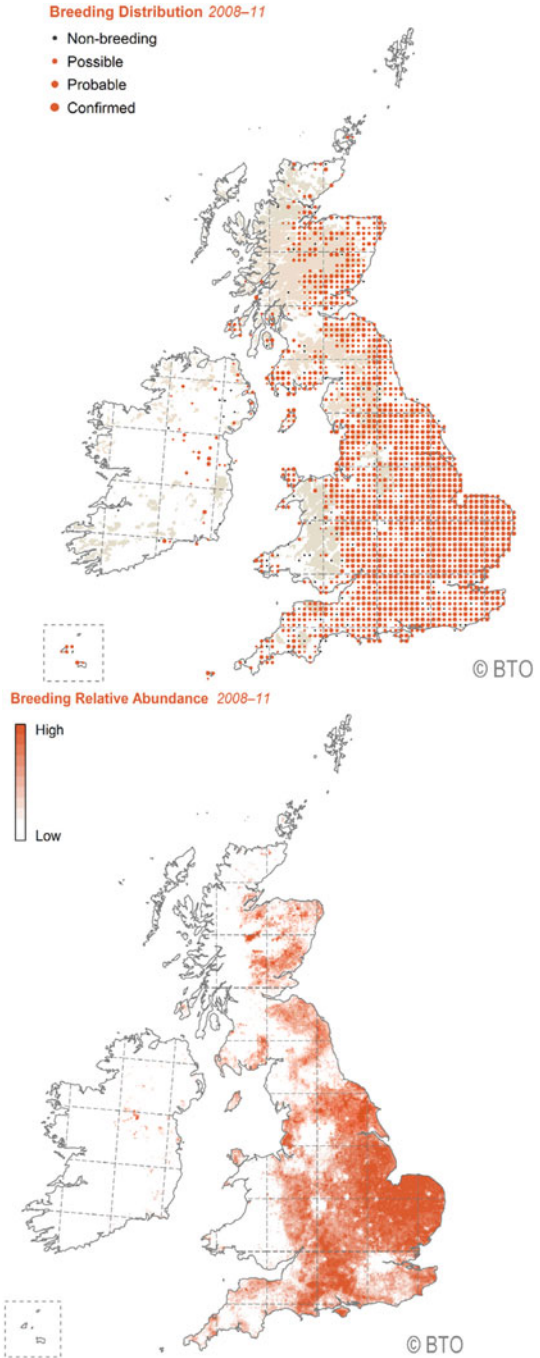 Breeding Distribution 2008–11
Non-breeding
Possible
Probable
Confirmed
© BTO
Breeding Relative Abundance 2008–11
High
Low
© BTO